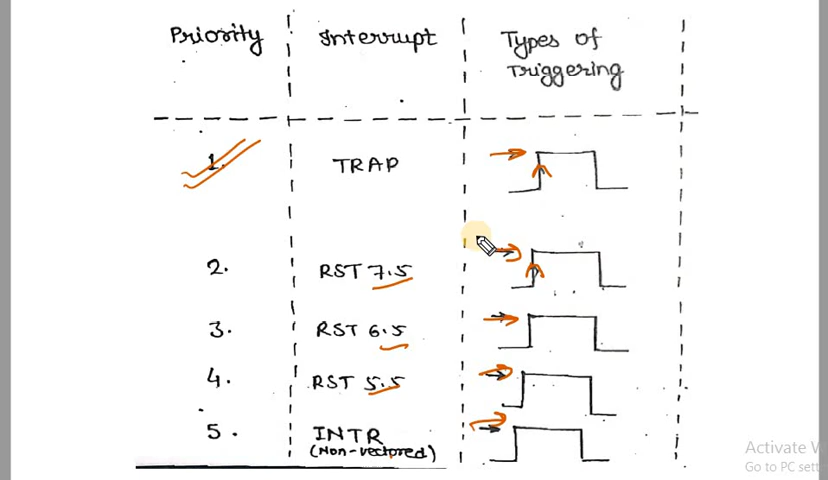 Priority Interrupt Types of
Triggering
1. TRAP
2. RST 7.5
3. RST 6.5
4. RST 5.5
5. INTR
(Non-vectored)
Activate
Go to PC sett